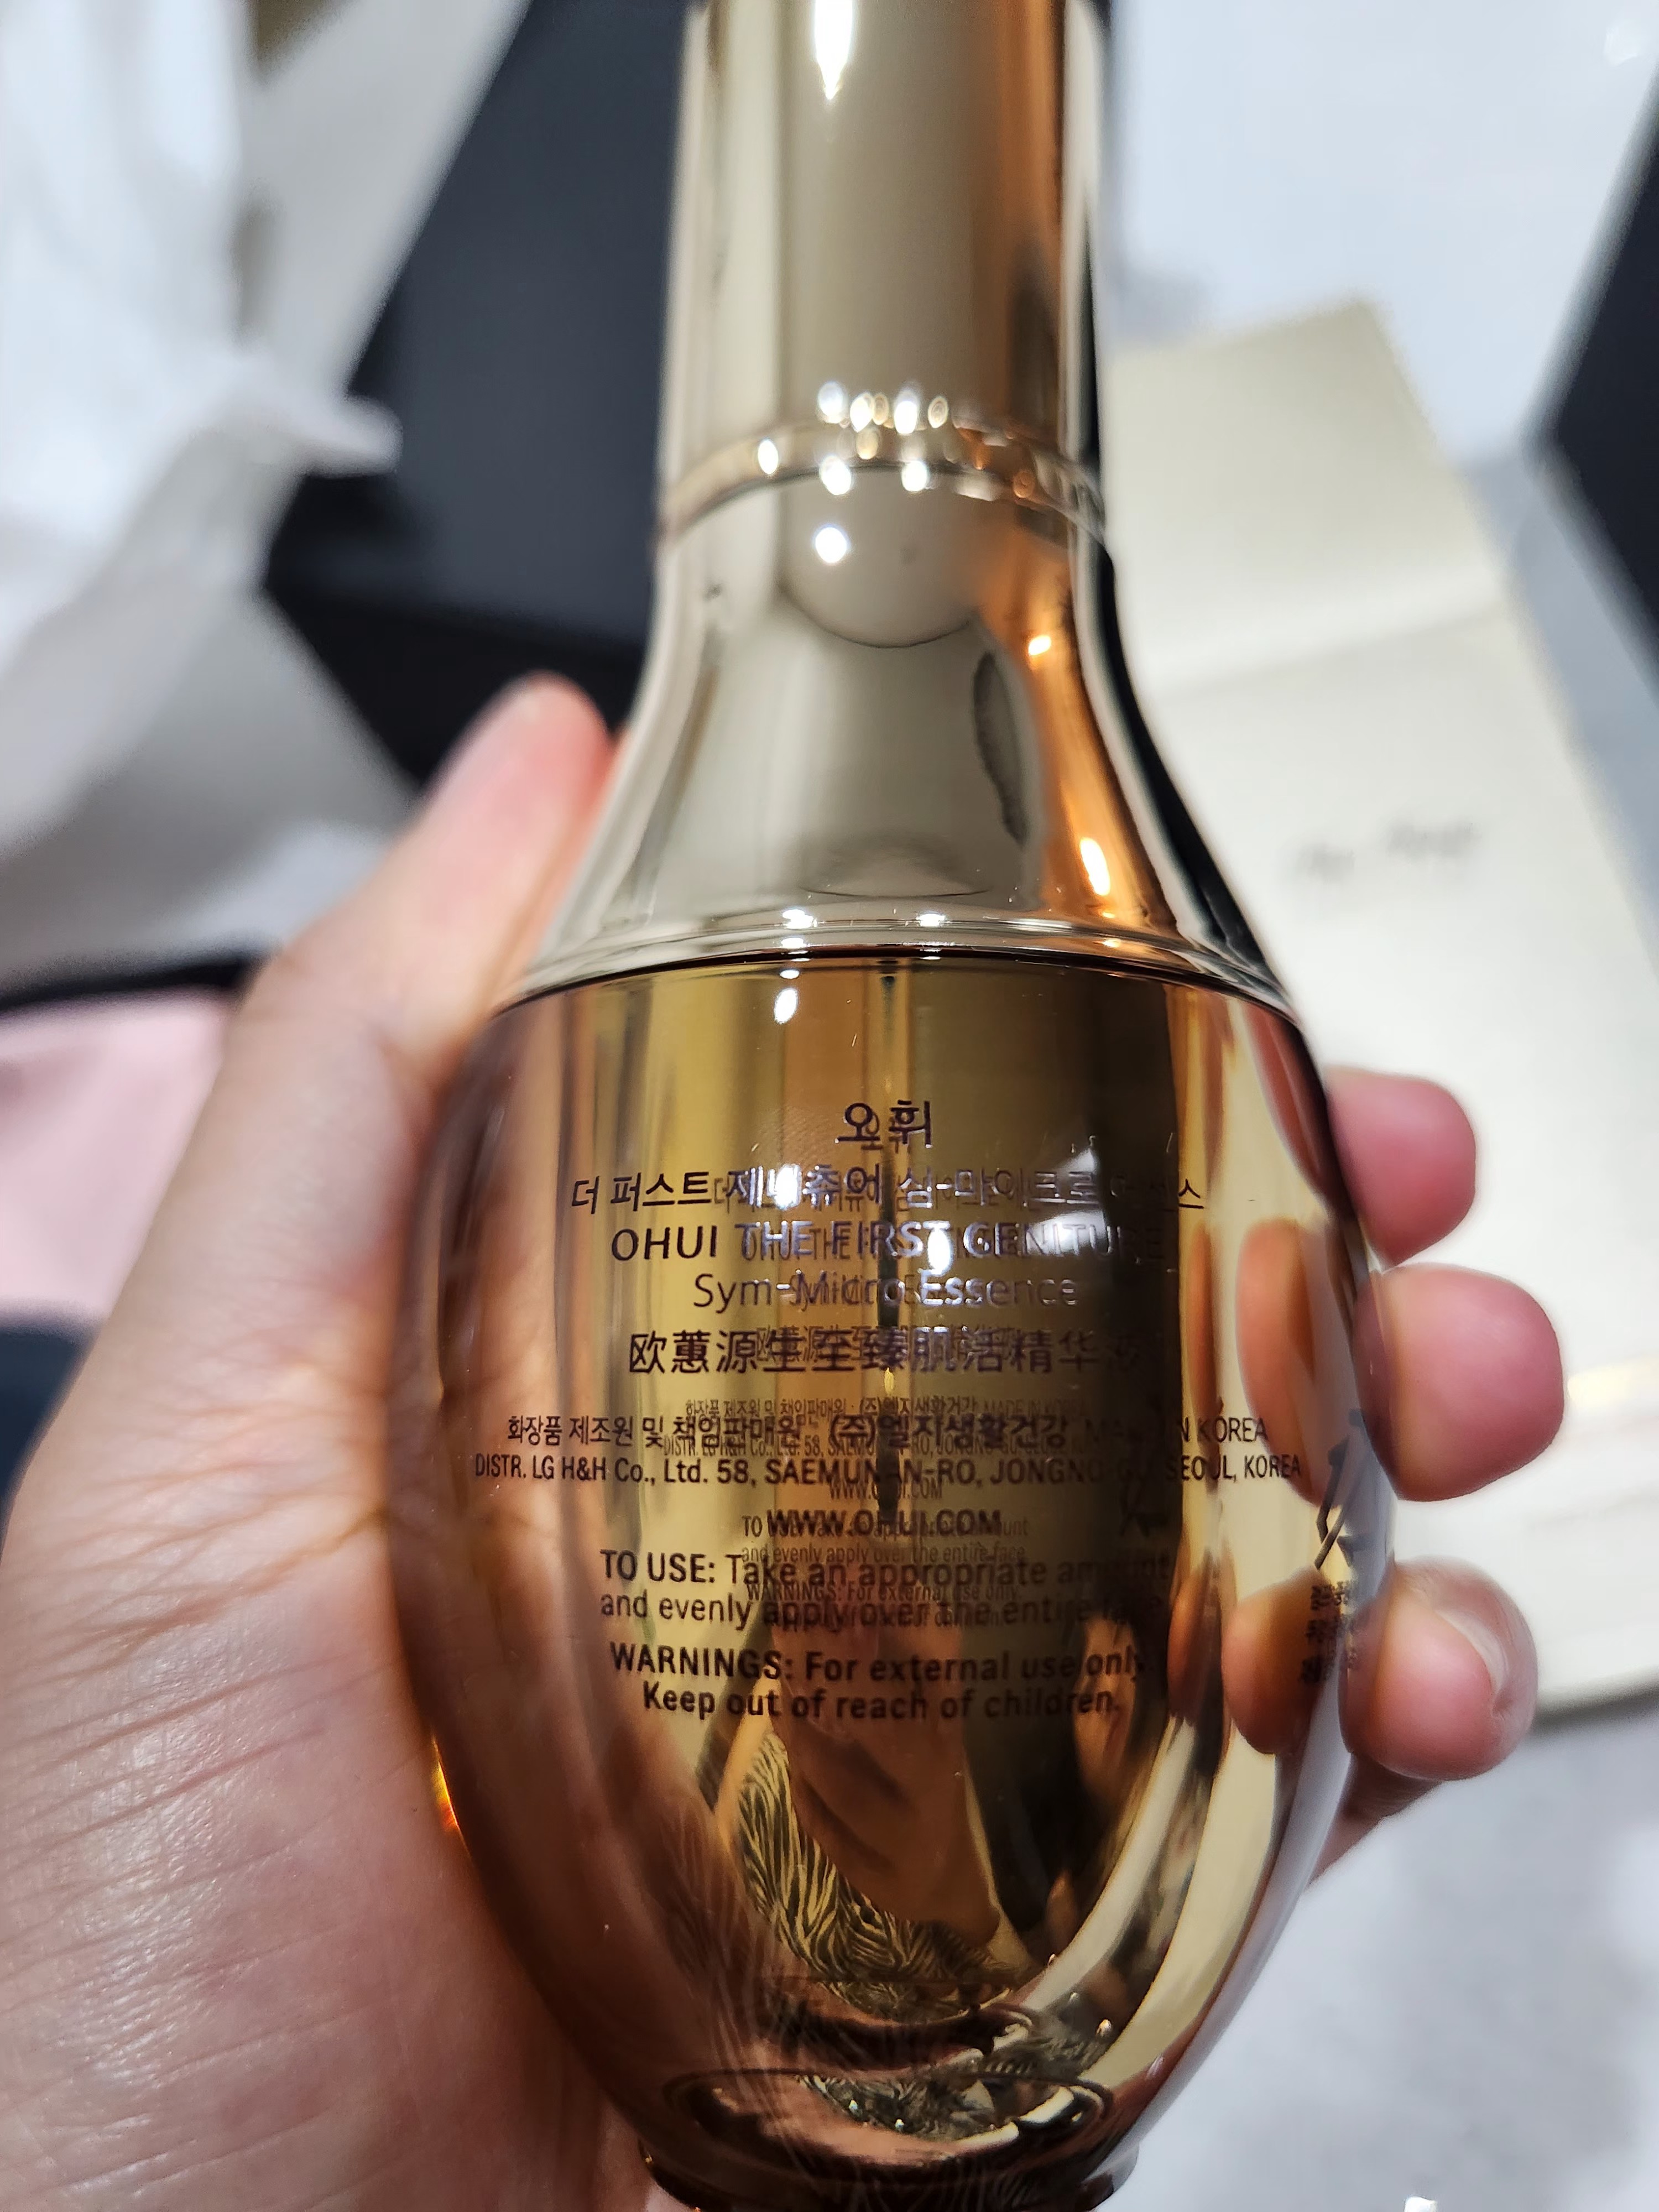 오휘
더 퍼스트 제너츄어 심-마이크로 에센스
OHUI THE FIRST GENITURE
Sym-Micro Essence
欧蕙源生至臻肌活精华
화장품 제조원 및 책임판매원 (주)엘지생활건강 MADE IN KOREA
DISTR. LG H&H Co., Ltd. 58, SAEMUNAN-RO, JONGNO-GU, SEOUL, KOREA
WWW.OHUI.COM
TO USE: Take an appropriate amount
and evenly apply over the entire face.
WARNINGS: For external use only.
Keep out of reach of children.